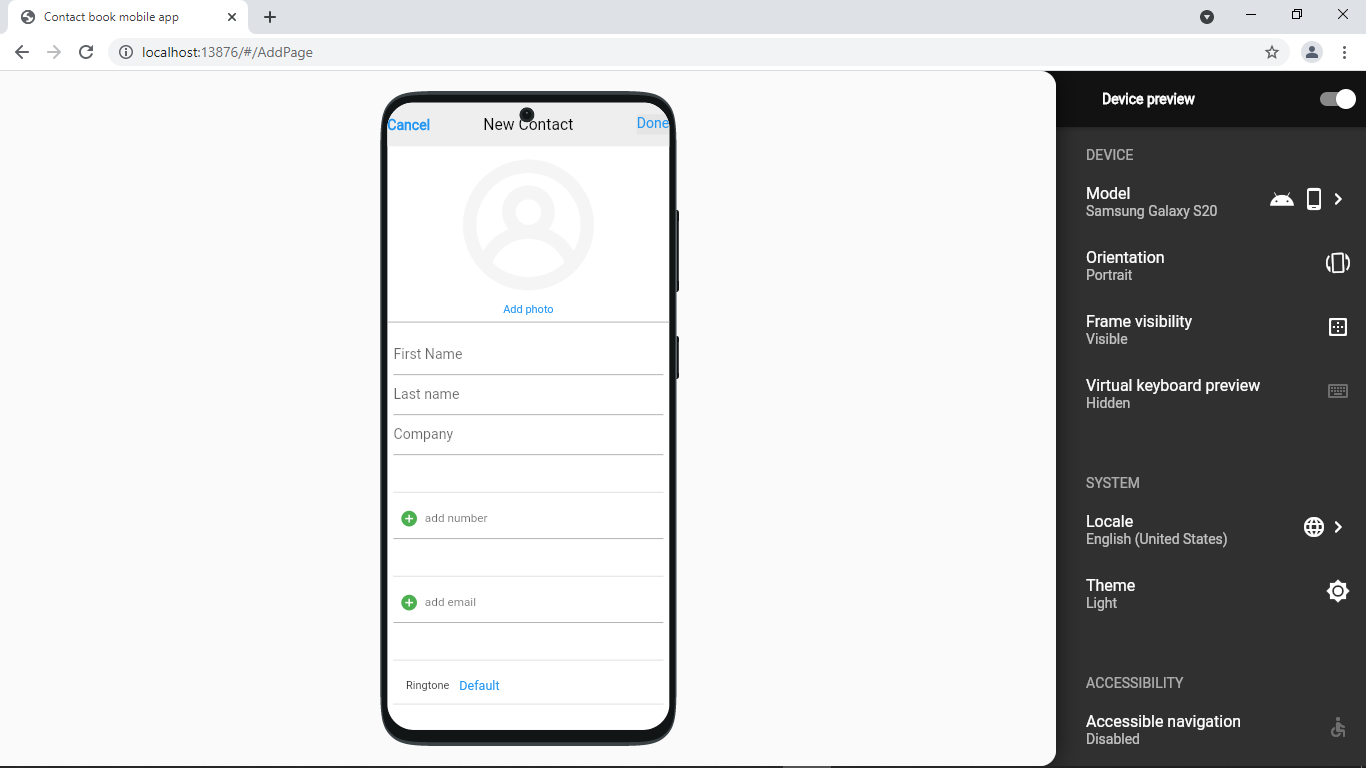 Contact book mobile app
localhost:13876/#/AddPage
Cancel
New Contact
Done
Add photo
First Name
Last name
Company
add number
add email
Ringtone Default
Device preview
DEVICE
Model
Samsung Galaxy S20
Orientation
Portrait
Frame visibility
Visible
Virtual keyboard preview
Hidden
SYSTEM
Locale
English (United States)
Theme
Light
ACCESSIBILITY
Accessible navigation
Disabled